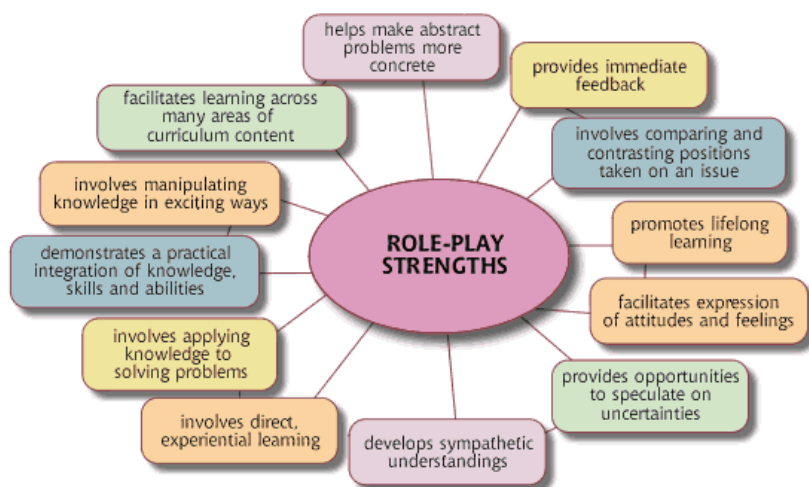 helps make abstract
problems more
concrete
provides immediate
feedback
facilitates learning across
many areas of
curriculum content
involves comparing and
contrasting positions
taken on an issue
involves manipulating
knowledge in exciting ways
ROLE-PLAY
STRENGTHS
promotes lifelong
learning
demonstrates a practical
integration of knowledge,
skills and abilities
facilitates expression
of attitudes and feelings
involves applying
knowledge to
solving problems
provides opportunities
to speculate on
uncertainties
involves direct,
experiential learning
develops sympathetic
understandings